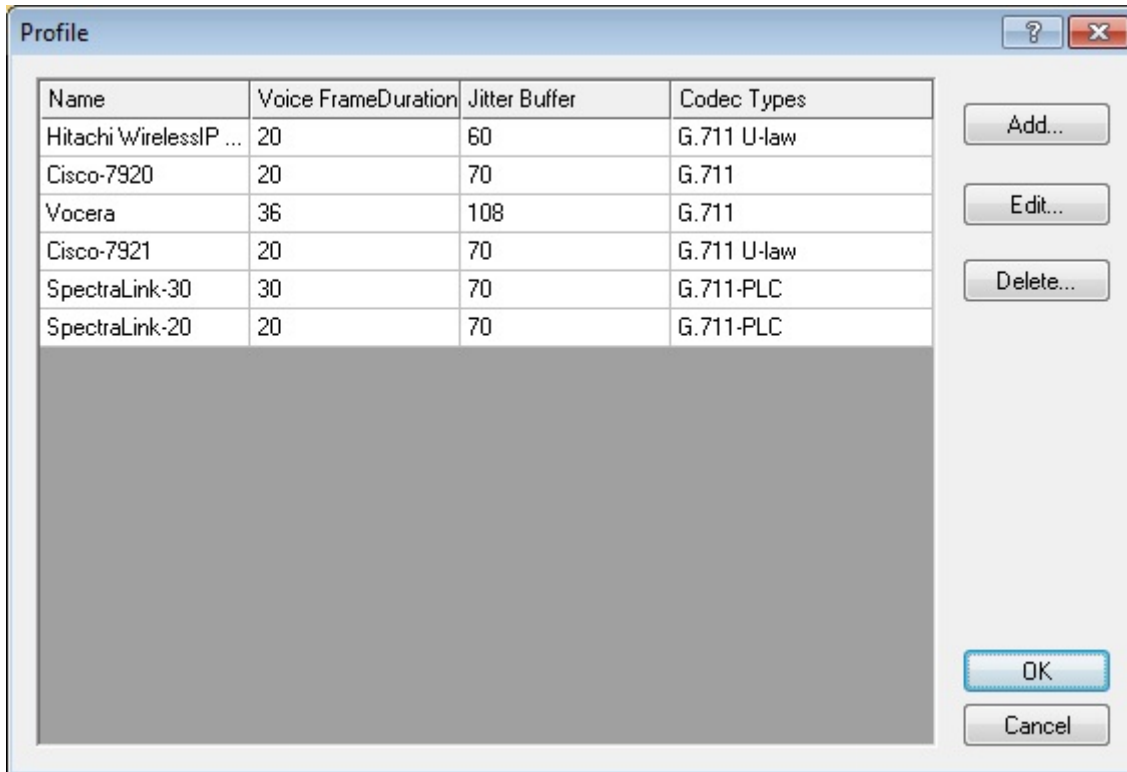 Profile
Name Voice FrameDuration Jitter Buffer Codec Types
Hitachi WirelessIP ... 20 60 G.711 U-law
Cisco-7920 20 70 G.711
Vocera 36 108 G.711
Cisco-7921 20 70 G.711 U-law
SpectraLink-30 30 70 G.711-PLC
SpectraLink-20 20 70 G.711-PLC
Add...
Edit...
Delete...
OK
Cancel